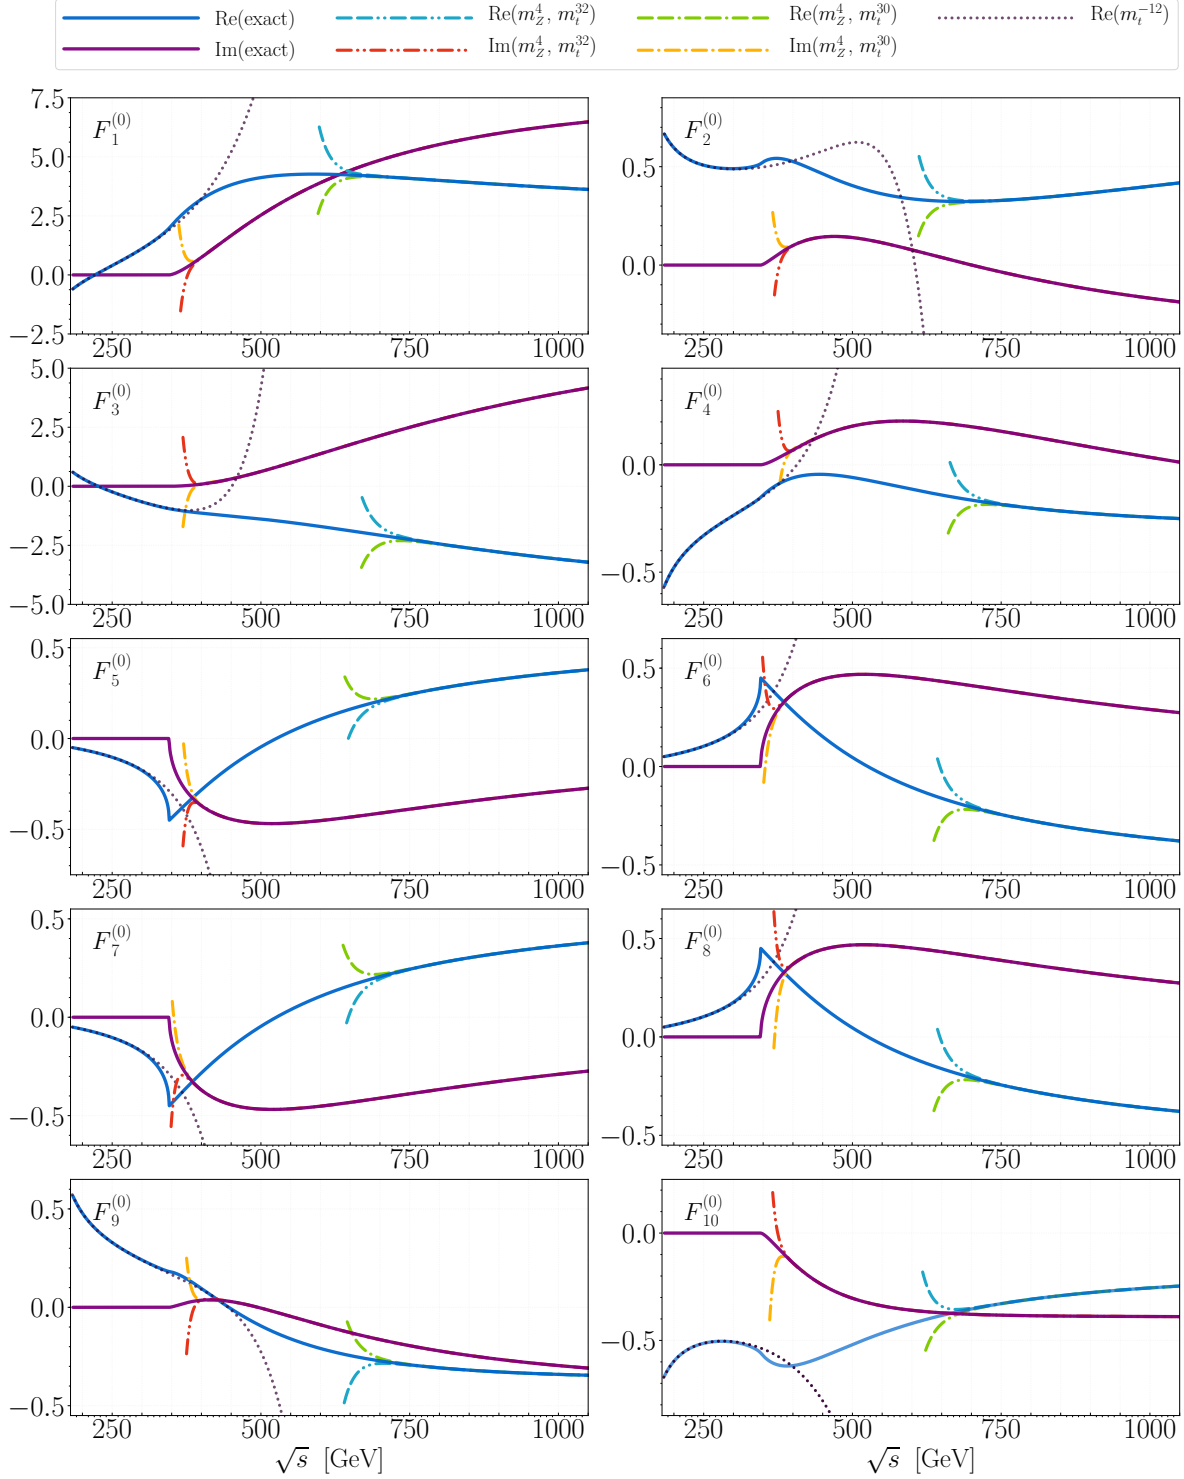 Re(exact) Re(m_Z^4, m_t^32) Re(m_Z^4, m_t^30) Re(m_t^-12)
Im(exact) Im(m_Z^4, m_t^32) Im(m_Z^4, m_t^30)
F_1^(0)
7.5
5.0
2.5
0.0
−2.5
250 500 750 1000
F_2^(0)
0.5
0.0
250 500 750 1000
F_3^(0)
5.0
2.5
0.0
−2.5
−5.0
250 500 750 1000
F_4^(0)
0.0
−0.5
250 500 750 1000
F_5^(0)
0.5
0.0
−0.5
250 500 750 1000
F_6^(0)
0.5
0.0
−0.5
250 500 750 1000
F_7^(0)
0.5
0.0
−0.5
250 500 750 1000
F_8^(0)
0.5
0.0
−0.5
250 500 750 1000
F_9^(0)
0.5
0.0
−0.5
250 500 750 1000
√s [GeV]
F_10^(0)
0.0
−0.5
250 500 750 1000
√s [GeV]